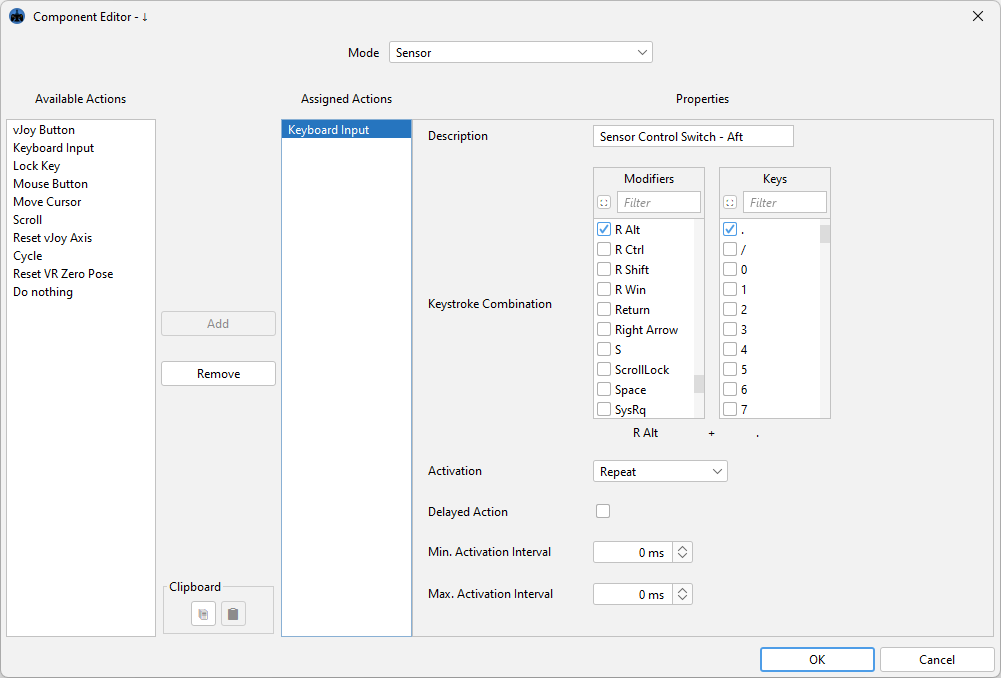 Component Editor - ↓
Mode
Sensor
Available Actions
Assigned Actions
Properties
vJoy Button
Keyboard Input
Lock Key
Mouse Button
Move Cursor
Scroll
Reset vJoy Axis
Cycle
Reset VR Zero Pose
Do nothing
Add
Remove
Clipboard
Keyboard Input
Description
Sensor Control Switch - Aft
Keystroke Combination
Modifiers
Filter
R Alt
R Ctrl
R Shift
R Win
Return
Right Arrow
S
ScrollLock
Space
SysRq
Keys
Filter
.
/
0
1
2
3
4
5
6
7
R Alt + .
Activation
Repeat
Delayed Action
Min. Activation Interval
0 ms
Max. Activation Interval
0 ms
OK
Cancel